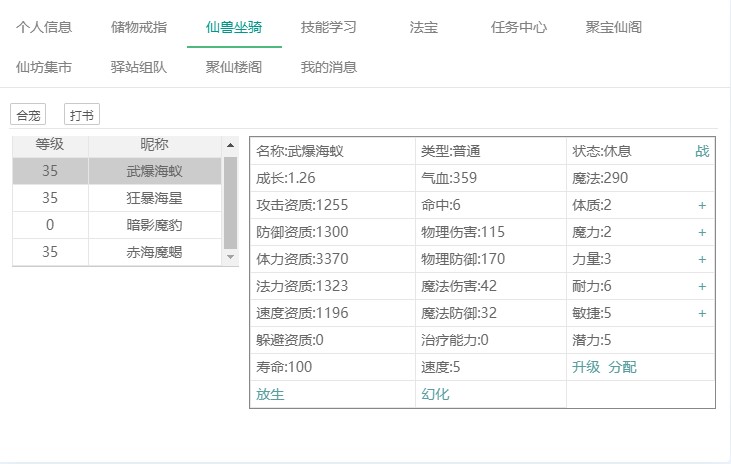 个人信息 储物戒指 仙兽坐骑 技能学习 法宝 任务中心 聚宝仙阁
仙坊集市 驿站组队 聚仙楼阁 我的消息
合宠 打书
等级 昵称
35 武爆海蚁
35 狂暴海星
0 暗影魔豹
35 赤海魔蝎
名称:武爆海蚁 类型:普通 状态:休息 战
成长:1.26 气血:359 魔法:290
攻击资质:1255 命中:6 体质:2 +
防御资质:1300 物理伤害:115 魔力:2 +
体力资质:3370 物理防御:170 力量:3 +
法力资质:1323 魔法伤害:42 耐力:6 +
速度资质:1196 魔法防御:32 敏捷:5 +
躲避资质:0 治疗能力:0 潜力:5
寿命:100 速度:5 升级 分配
放生 幻化